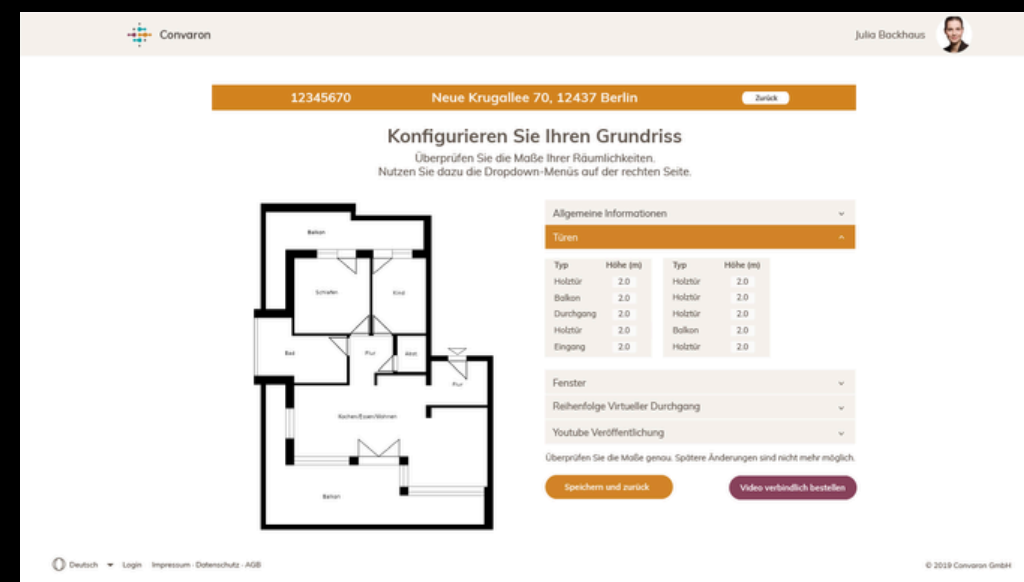 Convaron
Julia Backhaus
12345670 Neue Krugallee 70, 12437 Berlin Zurück
Konfigurieren Sie Ihren Grundriss
Überprüfen Sie die Maße Ihrer Räumlichkeiten.
Nutzen Sie dazu die Dropdown-Menüs auf der rechten Seite.
Balkon
Schlafen
Kind
Bad
Flur
Abst
Flur
Kochen/Essen/Wohnen
Balkon
Allgemeine Informationen
Türen
Typ Höhe (m) Typ Höhe (m)
Holztür 2.0 Holztür 2.0
Balkon 2.0 Holztür 2.0
Durchgang 2.0 Holztür 2.0
Holztür 2.0 Balkon 2.0
Eingang 2.0 Holztür 2.0
Fenster
Reihenfolge Virtueller Durchgang
Youtube Veröffentlichung
Überprüfen Sie die Maße genau. Spätere Änderungen sind nicht mehr möglich.
Speichern und zurück
Video verbindlich bestellen
Deutsch Login Impressum - Datenschutz - AGB
© 2019 Convaron GmbH